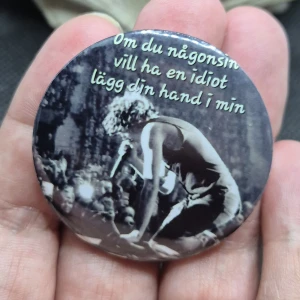 Om du någonsin
vill ha en idiot
lägg din hand i min